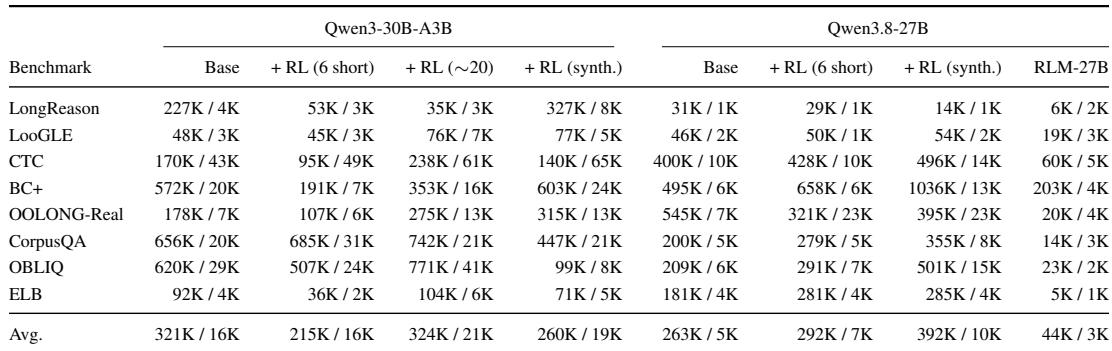 Qwen3-30B-A3B Qwen3.8-27B
Benchmark Base + RL (6 short) + RL (∼20) + RL (synth.) Base + RL (6 short) + RL (synth.) RLM-27B
LongReason 227K / 4K 53K / 3K 35K / 3K 327K / 8K 31K / 1K 29K / 1K 14K / 1K 6K / 2K
LooGLE 48K / 3K 45K / 3K 76K / 7K 77K / 5K 46K / 2K 50K / 1K 54K / 2K 19K / 3K
CTC 170K / 43K 95K / 49K 238K / 61K 140K / 65K 400K / 10K 428K / 10K 496K / 14K 60K / 5K
BC+ 572K / 20K 191K / 7K 353K / 16K 603K / 24K 495K / 6K 658K / 6K 1036K / 13K 203K / 4K
OOLONG-Real 178K / 7K 107K / 6K 275K / 13K 315K / 13K 545K / 7K 321K / 23K 395K / 23K 20K / 4K
CorpusQA 656K / 20K 685K / 31K 742K / 21K 447K / 21K 200K / 5K 279K / 5K 355K / 8K 14K / 3K
OBLIQ 620K / 29K 507K / 24K 771K / 41K 99K / 8K 209K / 6K 291K / 7K 501K / 15K 23K / 2K
ELB 92K / 4K 36K / 2K 104K / 6K 71K / 5K 181K / 4K 281K / 4K 285K / 4K 5K / 1K
Avg. 321K / 16K 215K / 16K 324K / 21K 260K / 19K 263K / 5K 292K / 7K 392K / 10K 44K / 3K